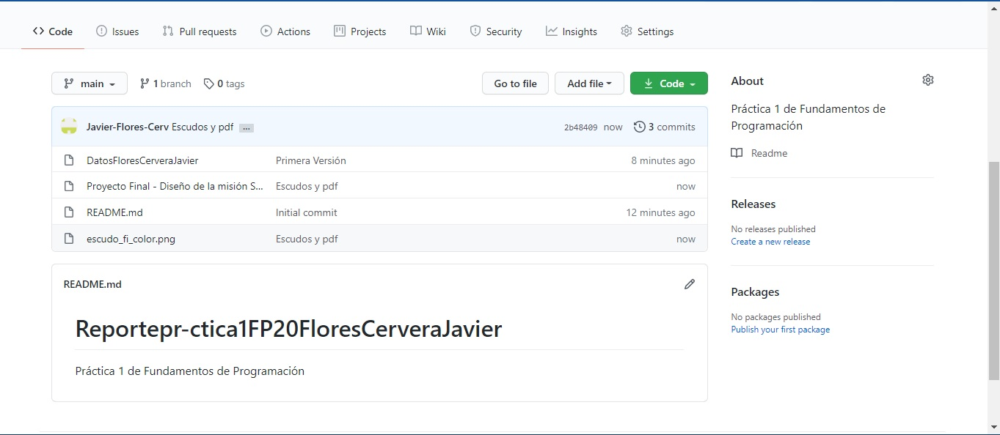 Code Issues Pull requests Actions Projects Wiki Security Insights Settings
main 1 branch 0 tags Go to file Add file Code
Javier-Flores-Cerv Escudos y pdf ... 2b48409 now 3 commits
DatosFloresCerveraJavier Primera Versión 8 minutes ago
Proyecto Final - Diseño de la misión S... Escudos y pdf now
README.md Initial commit 12 minutes ago
escudo_fi_color.png Escudos y pdf now
README.md
Reportepr-ctica1FP20FloresCerveraJavier
Práctica 1 de Fundamentos de Programación
About
Práctica 1 de Fundamentos de
Programación
Readme
Releases
No releases published
Create a new release
Packages
No packages published
Publish your first package